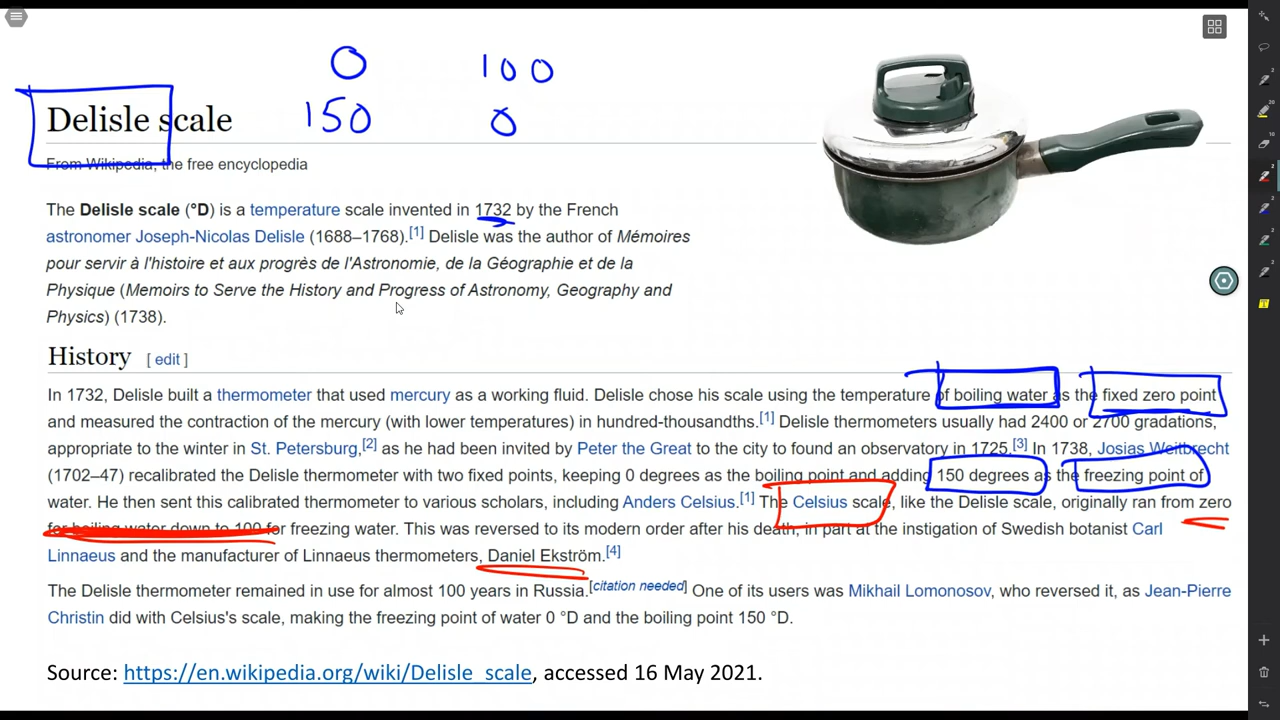 0 100
150 0
Delisle scale
From Wikipedia, the free encyclopedia
The Delisle scale (°D) is a temperature scale invented in 1732 by the French
astronomer Joseph-Nicolas Delisle (1688–1768).[1] Delisle was the author of Mémoires
pour servir à l'histoire et aux progrès de l'Astronomie, de la Géographie et de la
Physique (Memoirs to Serve the History and Progress of Astronomy, Geography and
Physics) (1738).
History [ edit ]
In 1732, Delisle built a thermometer that used mercury as a working fluid. Delisle chose his scale using the temperature of boiling water as the fixed zero point
and measured the contraction of the mercury (with lower temperatures) in hundred-thousandths.[1] Delisle thermometers usually had 2400 or 2700 gradations,
appropriate to the winter in St. Petersburg,[2] as he had been invited by Peter the Great to the city to found an observatory in 1725.[3] In 1738, Josias Weitbrecht
(1702–47) recalibrated the Delisle thermometer with two fixed points, keeping 0 degrees as the boiling point and adding 150 degrees as the freezing point of
water. He then sent this calibrated thermometer to various scholars, including Anders Celsius.[1] The Celsius scale, like the Delisle scale, originally ran from zero
for boiling water down to 100 for freezing water. This was reversed to its modern order after his death, in part at the instigation of Swedish botanist Carl
Linnaeus and the manufacturer of Linnaeus thermometers, Daniel Ekström.[4]
The Delisle thermometer remained in use for almost 100 years in Russia.[citation needed] One of its users was Mikhail Lomonosov, who reversed it, as Jean-Pierre
Christin did with Celsius's scale, making the freezing point of water 0 °D and the boiling point 150 °D.
Source: https://en.wikipedia.org/wiki/Delisle_scale, accessed 16 May 2021.